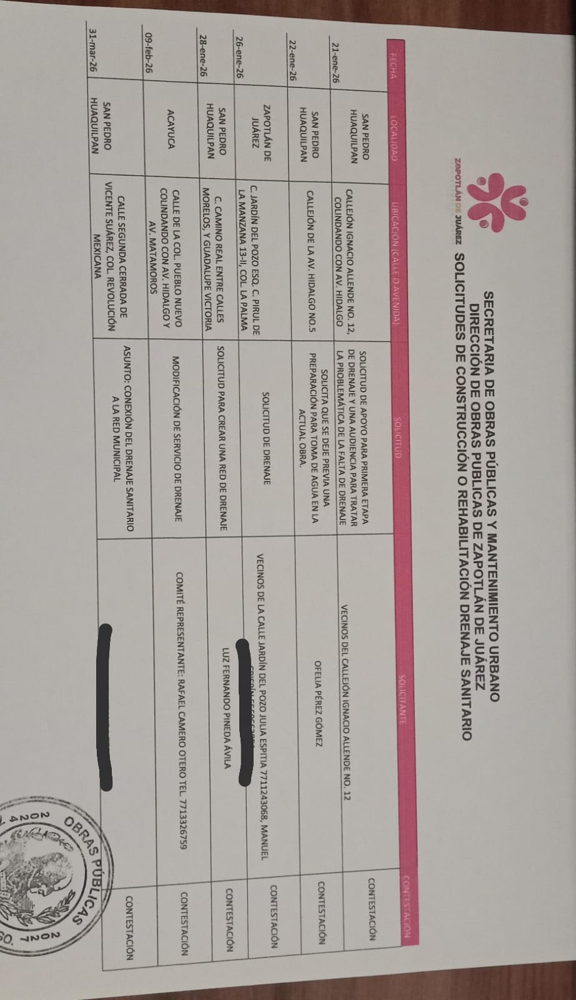 SECRETARIA DE OBRAS PÚBLICAS Y MANTENIMIENTO URBANO
DIRECCIÓN DE OBRAS PUBLICAS DE ZAPOTLÁN DE JUÁREZ
SOLICITUDES DE CONSTRUCCIÓN O REHABILITACIÓN DRENAJE SANITARIO
ZAPOTLÁN DE JUÁREZ
FECHA LOCALIDAD UBICACIÓN (CALLE O AVENIDA) SOLICITUD SOLICITANTE CONTESTACIÓN
21-ene-26
SAN PEDRO
HUAQUILPAN
CALLEJÓN IGNACIO ALLENDE NO. 12,
COLINDANDO CON AV. HIDALGO
SOLICITUD DE APOYO PARA PRIMERA ETAPA
DE DRENAJE Y UNA AUDIENCIA PARA TRATAR
LA PROBLEMÁTICA DE LA FALTA DE DRENAJE
VECINOS DEL CALLEJÓN IGNACIO ALLENDE NO. 12
CONTESTACIÓN
22-ene-26
SAN PEDRO
HUAQUILPAN
CALLEJÓN DE LA AV. HIDALGO NO.5
SOLICITA QUE SE DEJE PREVIA UNA
PREPARACIÓN PARA TOMA DE AGUA EN LA
ACTUAL OBRA.
OFELIA PÉREZ GÓMEZ
CONTESTACIÓN
26-ene-26
ZAPOTLÁN DE
JUÁREZ
C. JARDÍN DEL POZO ESQ. C. PIRUL DE
LA MANZANA 13-II, COL. LA PALMA
SOLICITUD DE DRENAJE
VECINOS DE LA CALLE JARDÍN DEL POZO JULIA ESPITIA 7711243068, MANUEL
CONTESTACIÓN
28-ene-26
SAN PEDRO
HUAQUILPAN
C. CAMINO REAL ENTRE CALLES
MORELOS, Y GUADALUPE VICTORIA
SOLICITUD PARA CREAR UNA RED DE DRENAJE
LUZ FERNANDO PINEDA ÁVILA
CONTESTACIÓN
09-feb-26
ACAYUCA
CALLE DE LA COL. PUEBLO NUEVO
COLINDANDO CON AV. HIDALGO Y
AV. MATAMOROS
MODIFICACIÓN DE SERVICIO DE DRENAJE
COMITÉ REPRESENTANTE: RAFAEL CAMERO OTERO TEL. 7713326759
CONTESTACIÓN
31-mar-26
SAN PEDRO
HUAQUILPAN
CALLE SEGUNDA CERRADA DE
VICENTE SUÁREZ, COL. REVOLUCIÓN
MEXICANA
ASUNTO: CONEXIÓN DEL DRENAJE SANITARIO
A LA RED MUNICIPAL
CONTESTACIÓN
OBRAS PÚBLICAS
2024
2027